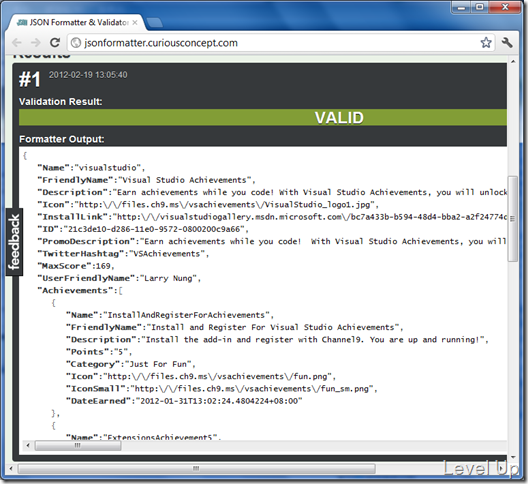 JSON Formatter & Validator
jsonformatter.curiousconcept.com
Results
#1 2012-02-19 13:05:40
Validation Result:
VALID
Formatter Output:
{
"Name":"visualstudio",
"FriendlyName":"Visual Studio Achievements",
"Description":"Earn achievements while you code! With Visual Studio Achievements, you will unlock
"Icon":"http:\/\/files.ch9.ms\/vsachievements\/VisualStudio_logo1.jpg",
"InstallLink":"http:\/\/visualstudiogallery.msdn.microsoft.com\/bc7a433b-b594-48d4-bba2-a2f24774d
"ID":"21c3de10-d286-11e0-9572-0800200c9a66",
"PromoDescription":"Earn achievements while you code!  With Visual Studio Achievements, you will
"TwitterHashtag":"VSAchievements",
"MaxScore":169,
"UserFriendlyName":"Larry Nung",
"Achievements":[
{
"Name":"InstallAndRegisterForAchievements",
"FriendlyName":"Install and Register For Visual Studio Achievements",
"Description":"Install the add-in and register with Channel9. You are up and running!",
"Points":"5",
"Category":"Just For Fun",
"Icon":"http:\/\/files.ch9.ms\/vsachievements\/fun.png",
"IconSmall":"http:\/\/files.ch9.ms\/vsachievements\/fun_sm.png",
"DateEarned":"2012-01-31T13:02:24.4804224+08:00"
},
{
"Name":"ExtensionsAchievement5",
feedback
Level Up